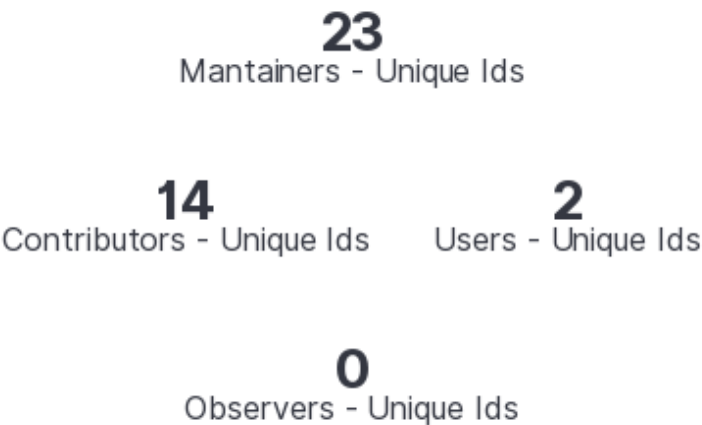 23
Mantainers - Unique Ids
14
Contributors - Unique Ids
2
Users - Unique Ids
0
Observers - Unique Ids